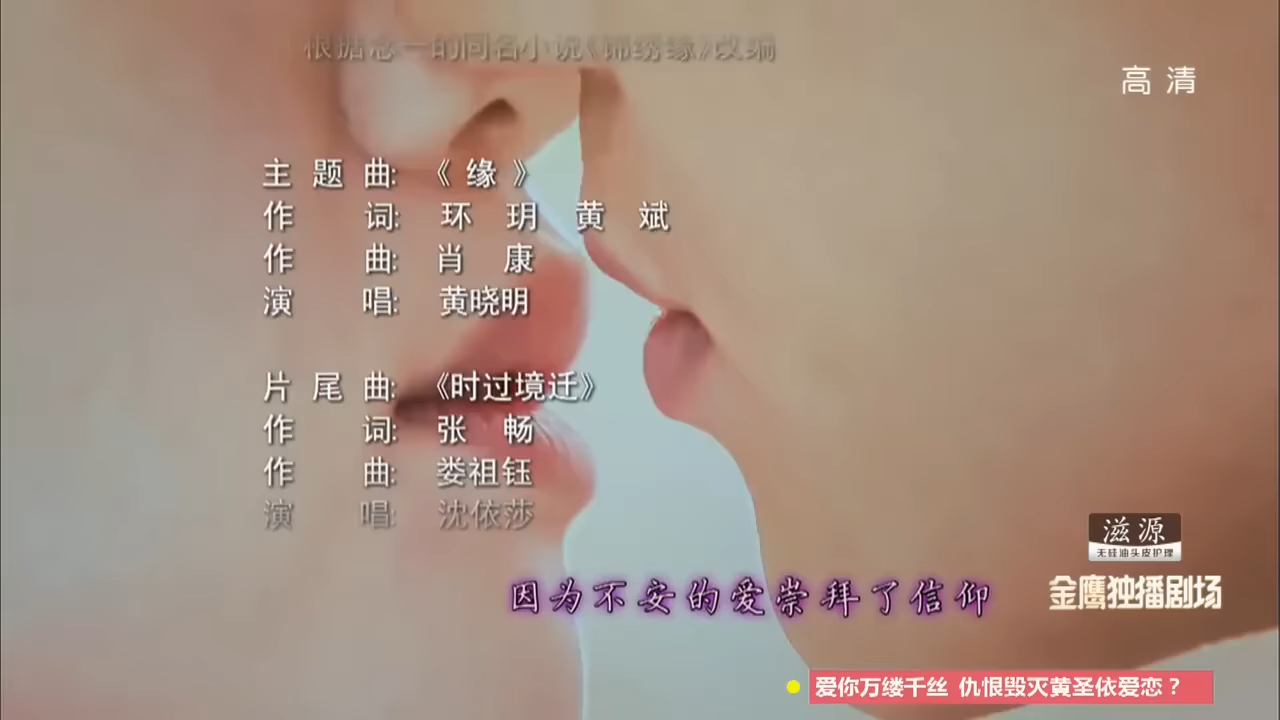 根据念一的同名小说《锦绣缘》改编
高清
主题曲:《缘》
作词:环玥 黄斌
作曲:肖康
演唱:黄晓明
片尾曲:《时过境迁》
作词:张畅
作曲:娄祖钰
演唱:沈依莎
滋源
无硅油头皮护理
因为不安的爱崇拜了信仰
金鹰独播剧场
爱你万缕千丝 仇恨毁灭黄圣依爱恋？